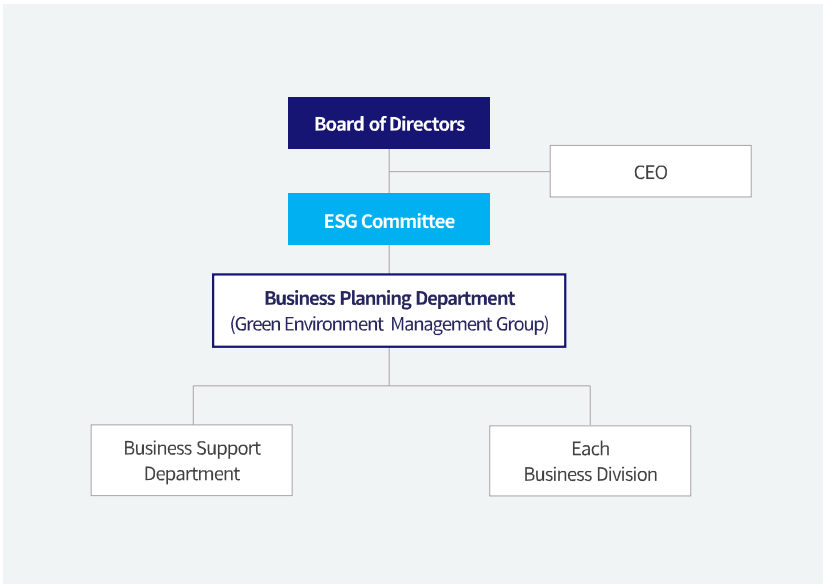 Board of Directors
CEO
ESG Committee
Business Planning Department
(Green Environment Management Group)
Business Support
Department
Each
Business Division